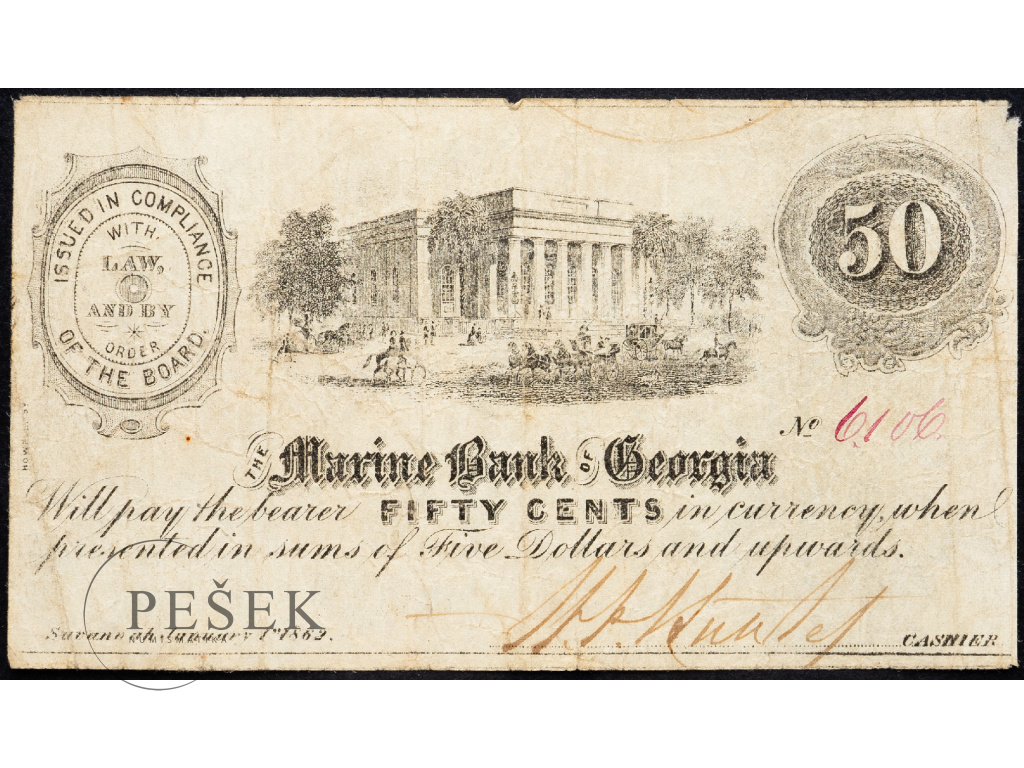 ISSUED IN COMPLIANCE
WITH
LAW,
AND BY
ORDER
OF THE BOARD.
50
No 6106
THE Marine Bank OF Georgia
Will pay the bearer FIFTY CENTS in currency, when
presented in sums of Five Dollars and upwards.
PEŠEK
Savannah, January 1st 1862.
CASHIER